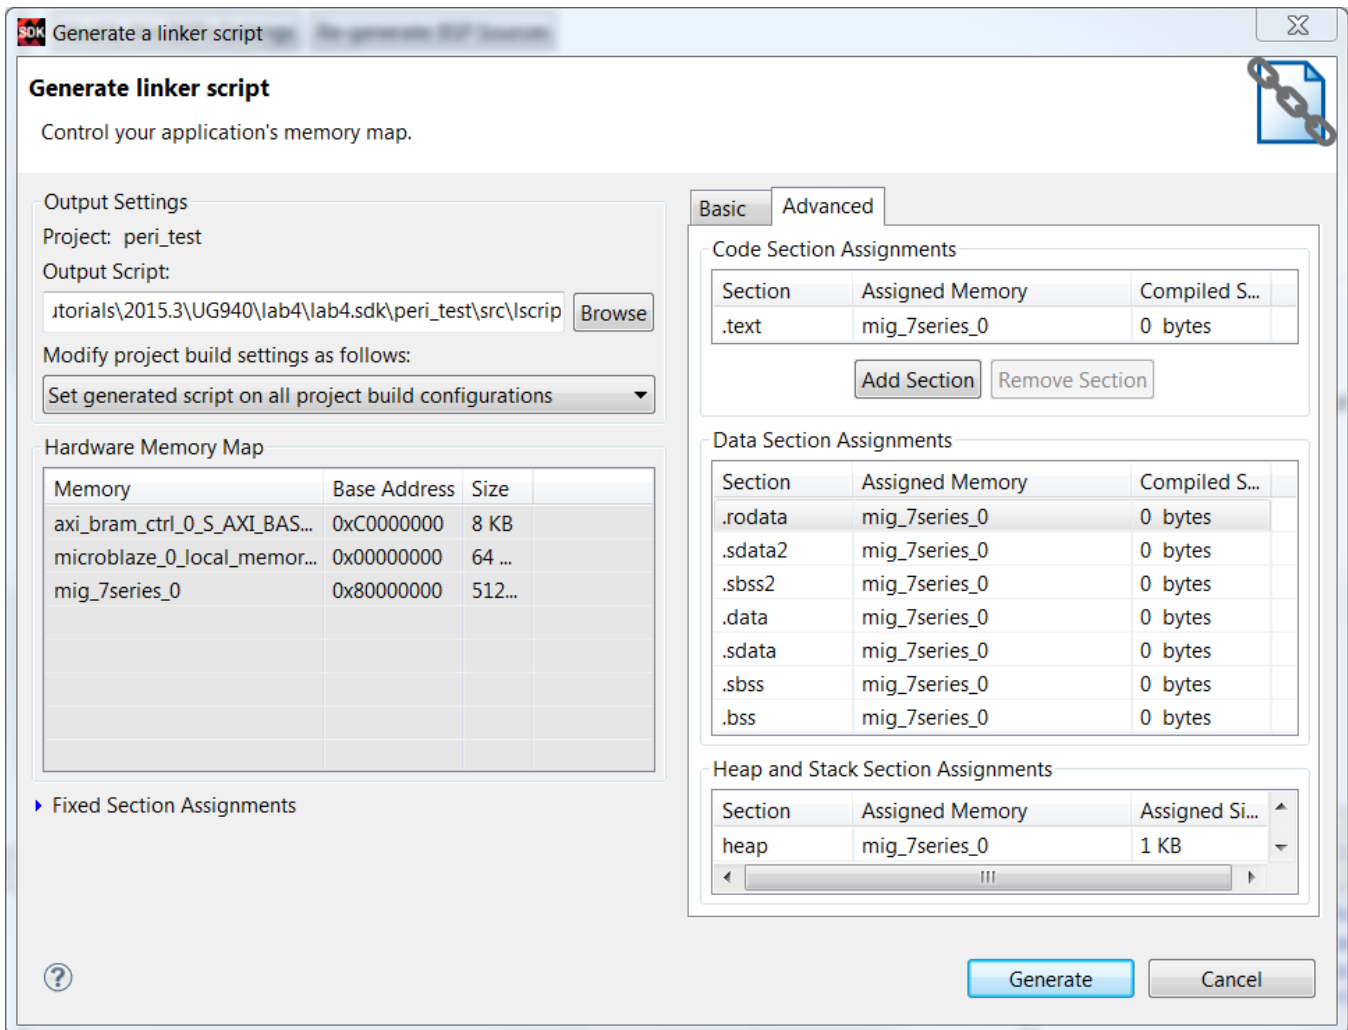 SDK Generate a linker script
Generate linker script
Control your application's memory map.
Output Settings
Project: peri_test
Output Script:
utorials\2015.3\UG940\lab4\lab4.sdk\peri_test\src\lscrip Browse
Modify project build settings as follows:
Set generated script on all project build configurations
Hardware Memory Map
Memory Base Address Size
axi_bram_ctrl_0_S_AXI_BAS... 0xC0000000 8 KB
microblaze_0_local_memor... 0x00000000 64 ...
mig_7series_0 0x80000000 512...
Fixed Section Assignments
Basic Advanced
Code Section Assignments
Section Assigned Memory Compiled S...
.text mig_7series_0 0 bytes
Add Section Remove Section
Data Section Assignments
Section Assigned Memory Compiled S...
.rodata mig_7series_0 0 bytes
.sdata2 mig_7series_0 0 bytes
.sbss2 mig_7series_0 0 bytes
.data mig_7series_0 0 bytes
.sdata mig_7series_0 0 bytes
.sbss mig_7series_0 0 bytes
.bss mig_7series_0 0 bytes
Heap and Stack Section Assignments
Section Assigned Memory Assigned Si...
heap mig_7series_0 1 KB
Generate Cancel